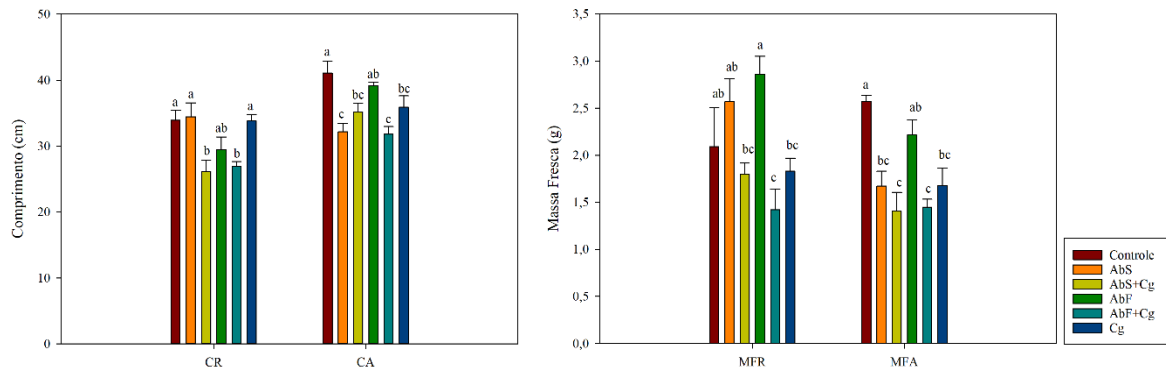 50
40
30
20
10
0
Comprimento (cm)
a
a
b
ab
b
a
a
c
bc
ab
c
bc
CR
CA
3,5
3,0
2,5
2,0
1,5
1,0
0,5
0,0
Massa Fresca (g)
ab
ab
bc
a
c
bc
a
bc
c
ab
c
bc
MFR
MFA
Controle
AbS
AbS+Cg
AbF
AbF+Cg
Cg